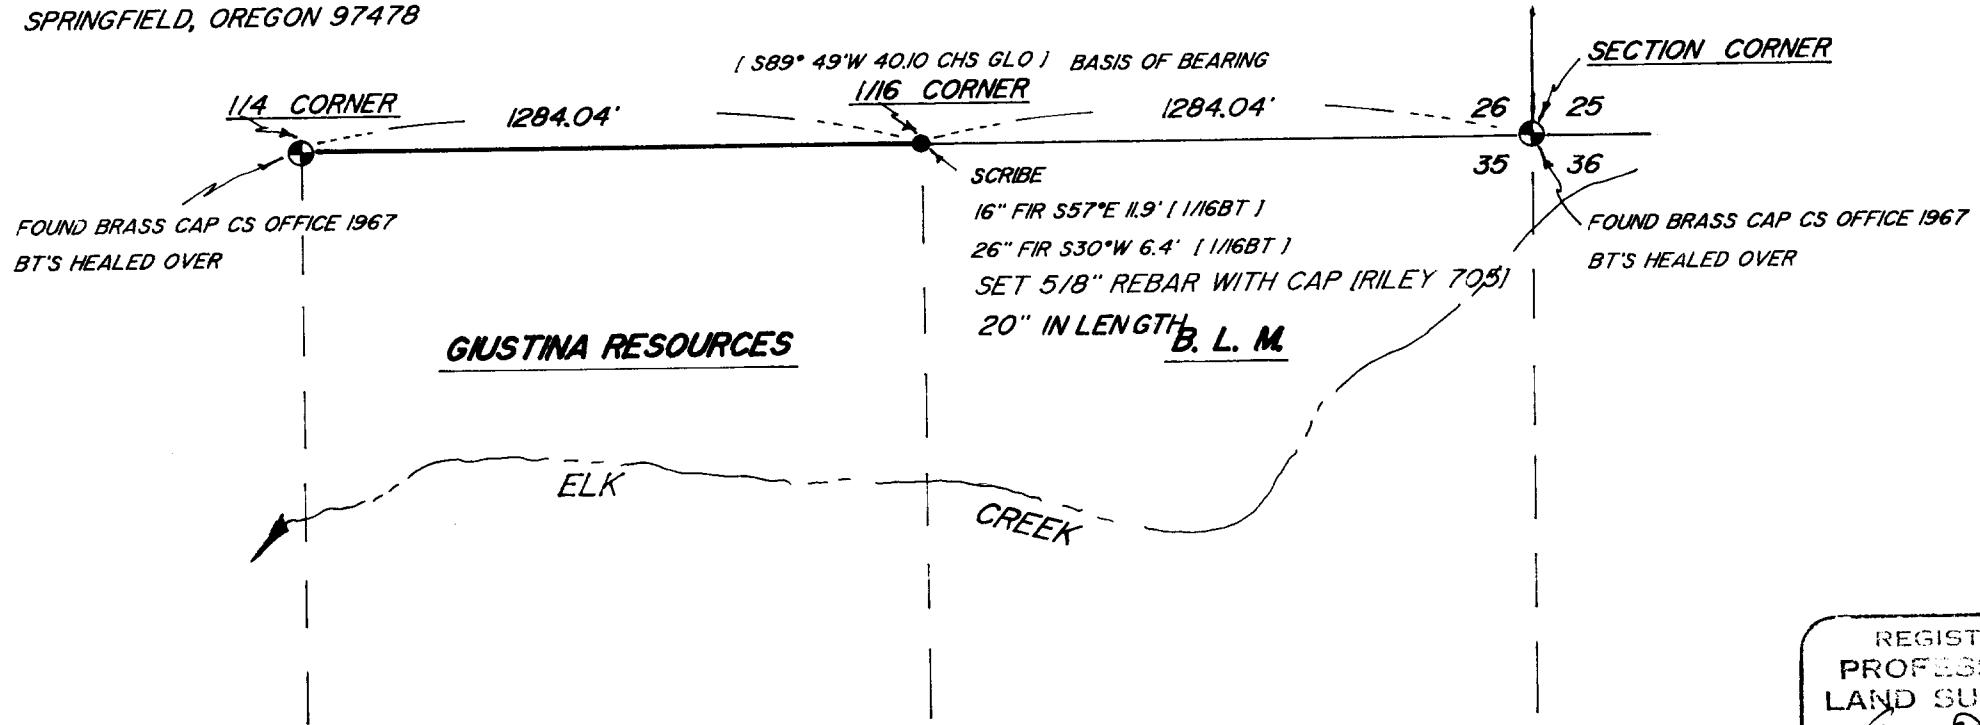 SPRINGFIELD, OREGON 97478
[ S89° 49'W 40.10 CHS GLO ] BASIS OF BEARING
SECTION CORNER
1/4 CORNER
1284.04'
1/16 CORNER
1284.04'
26 25
35 36
SCRIBE
16" FIR S57°E 11.9' [ 1/16BT ]
26" FIR S30°W 6.4' [ 1/16BT ]
SET 5/8" REBAR WITH CAP [RILEY 705]
20" IN LENGTH
FOUND BRASS CAP CS OFFICE 1967
BT'S HEALED OVER
FOUND BRASS CAP CS OFFICE 1967
BT'S HEALED OVER
GIUSTINA RESOURCES
B. L. M.
ELK
CREEK
REGIST
PROFESS
LAND SU